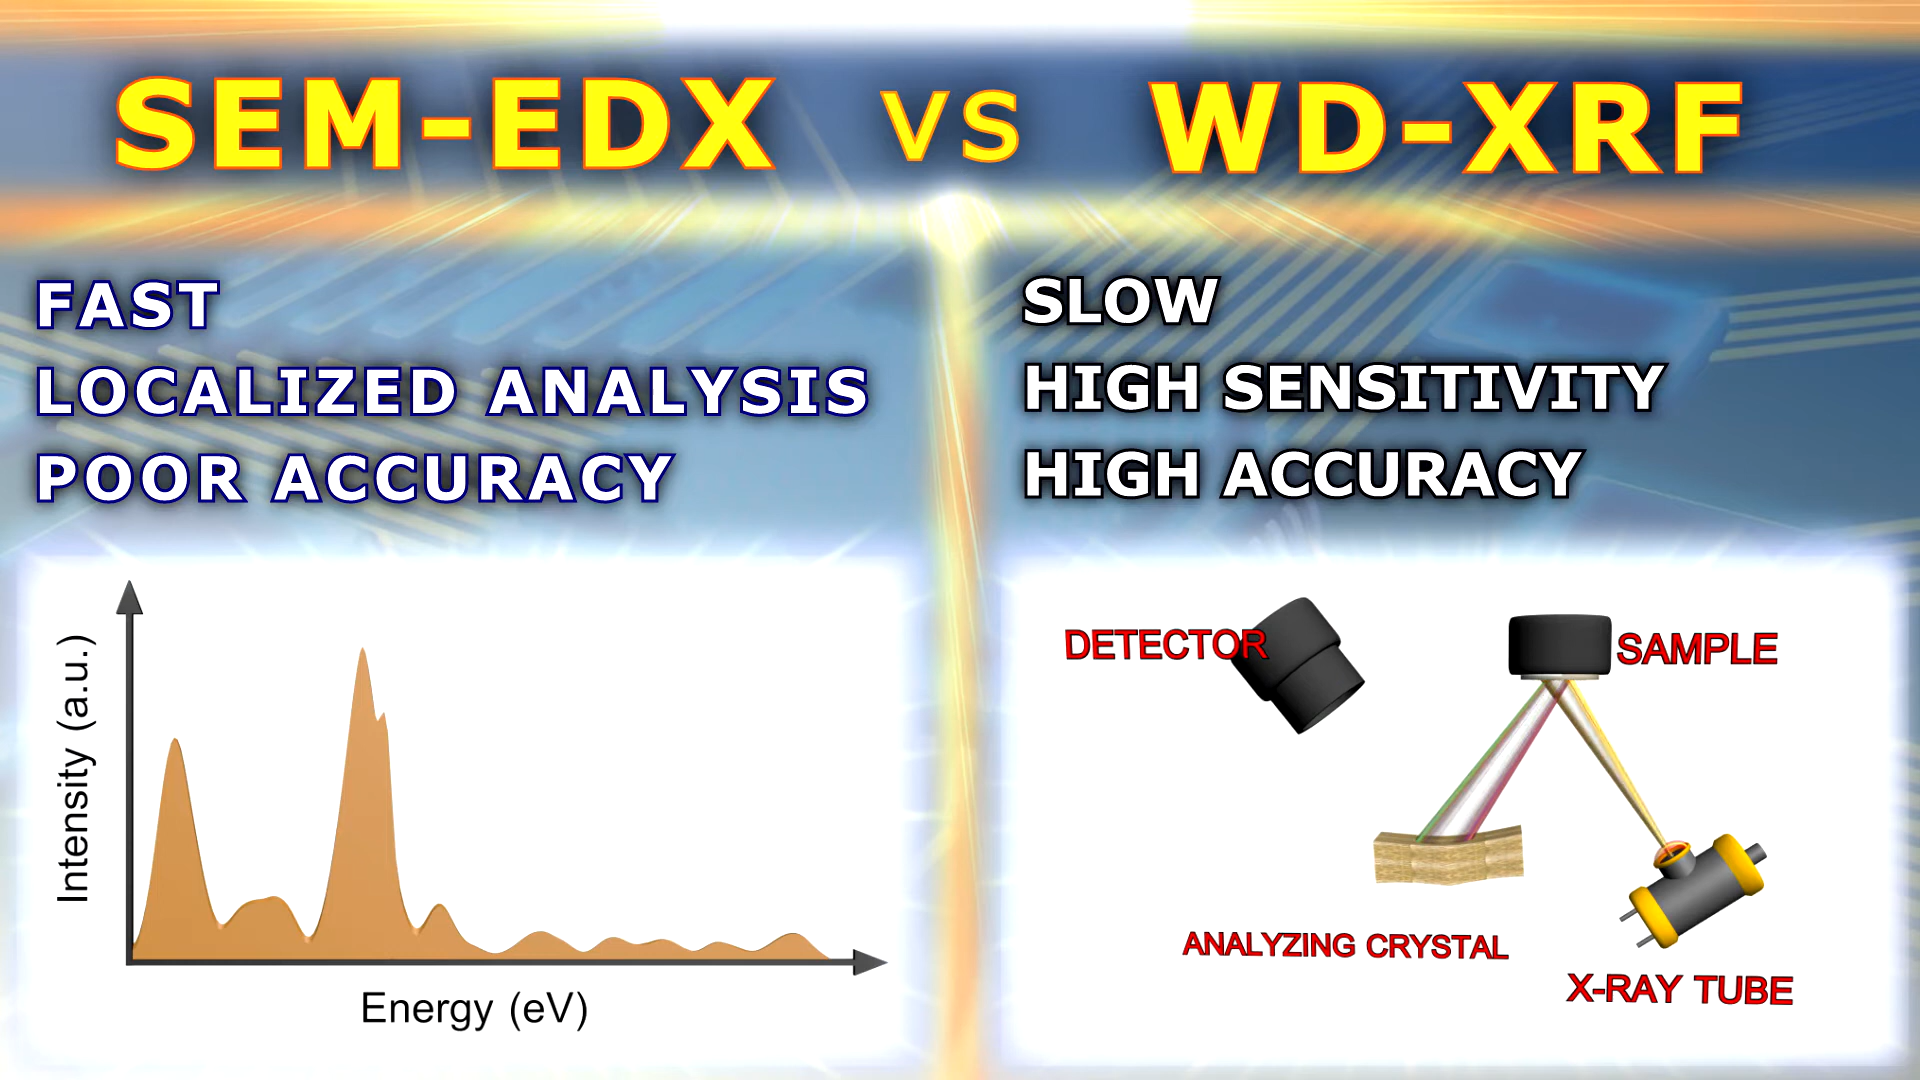 SEM-EDX VS WD-XRF
FAST
LOCALIZED ANALYSIS
POOR ACCURACY
SLOW
HIGH SENSITIVITY
HIGH ACCURACY
Intensity (a.u.)
Energy (eV)
DETECTOR
SAMPLE
ANALYZING CRYSTAL
X-RAY TUBE